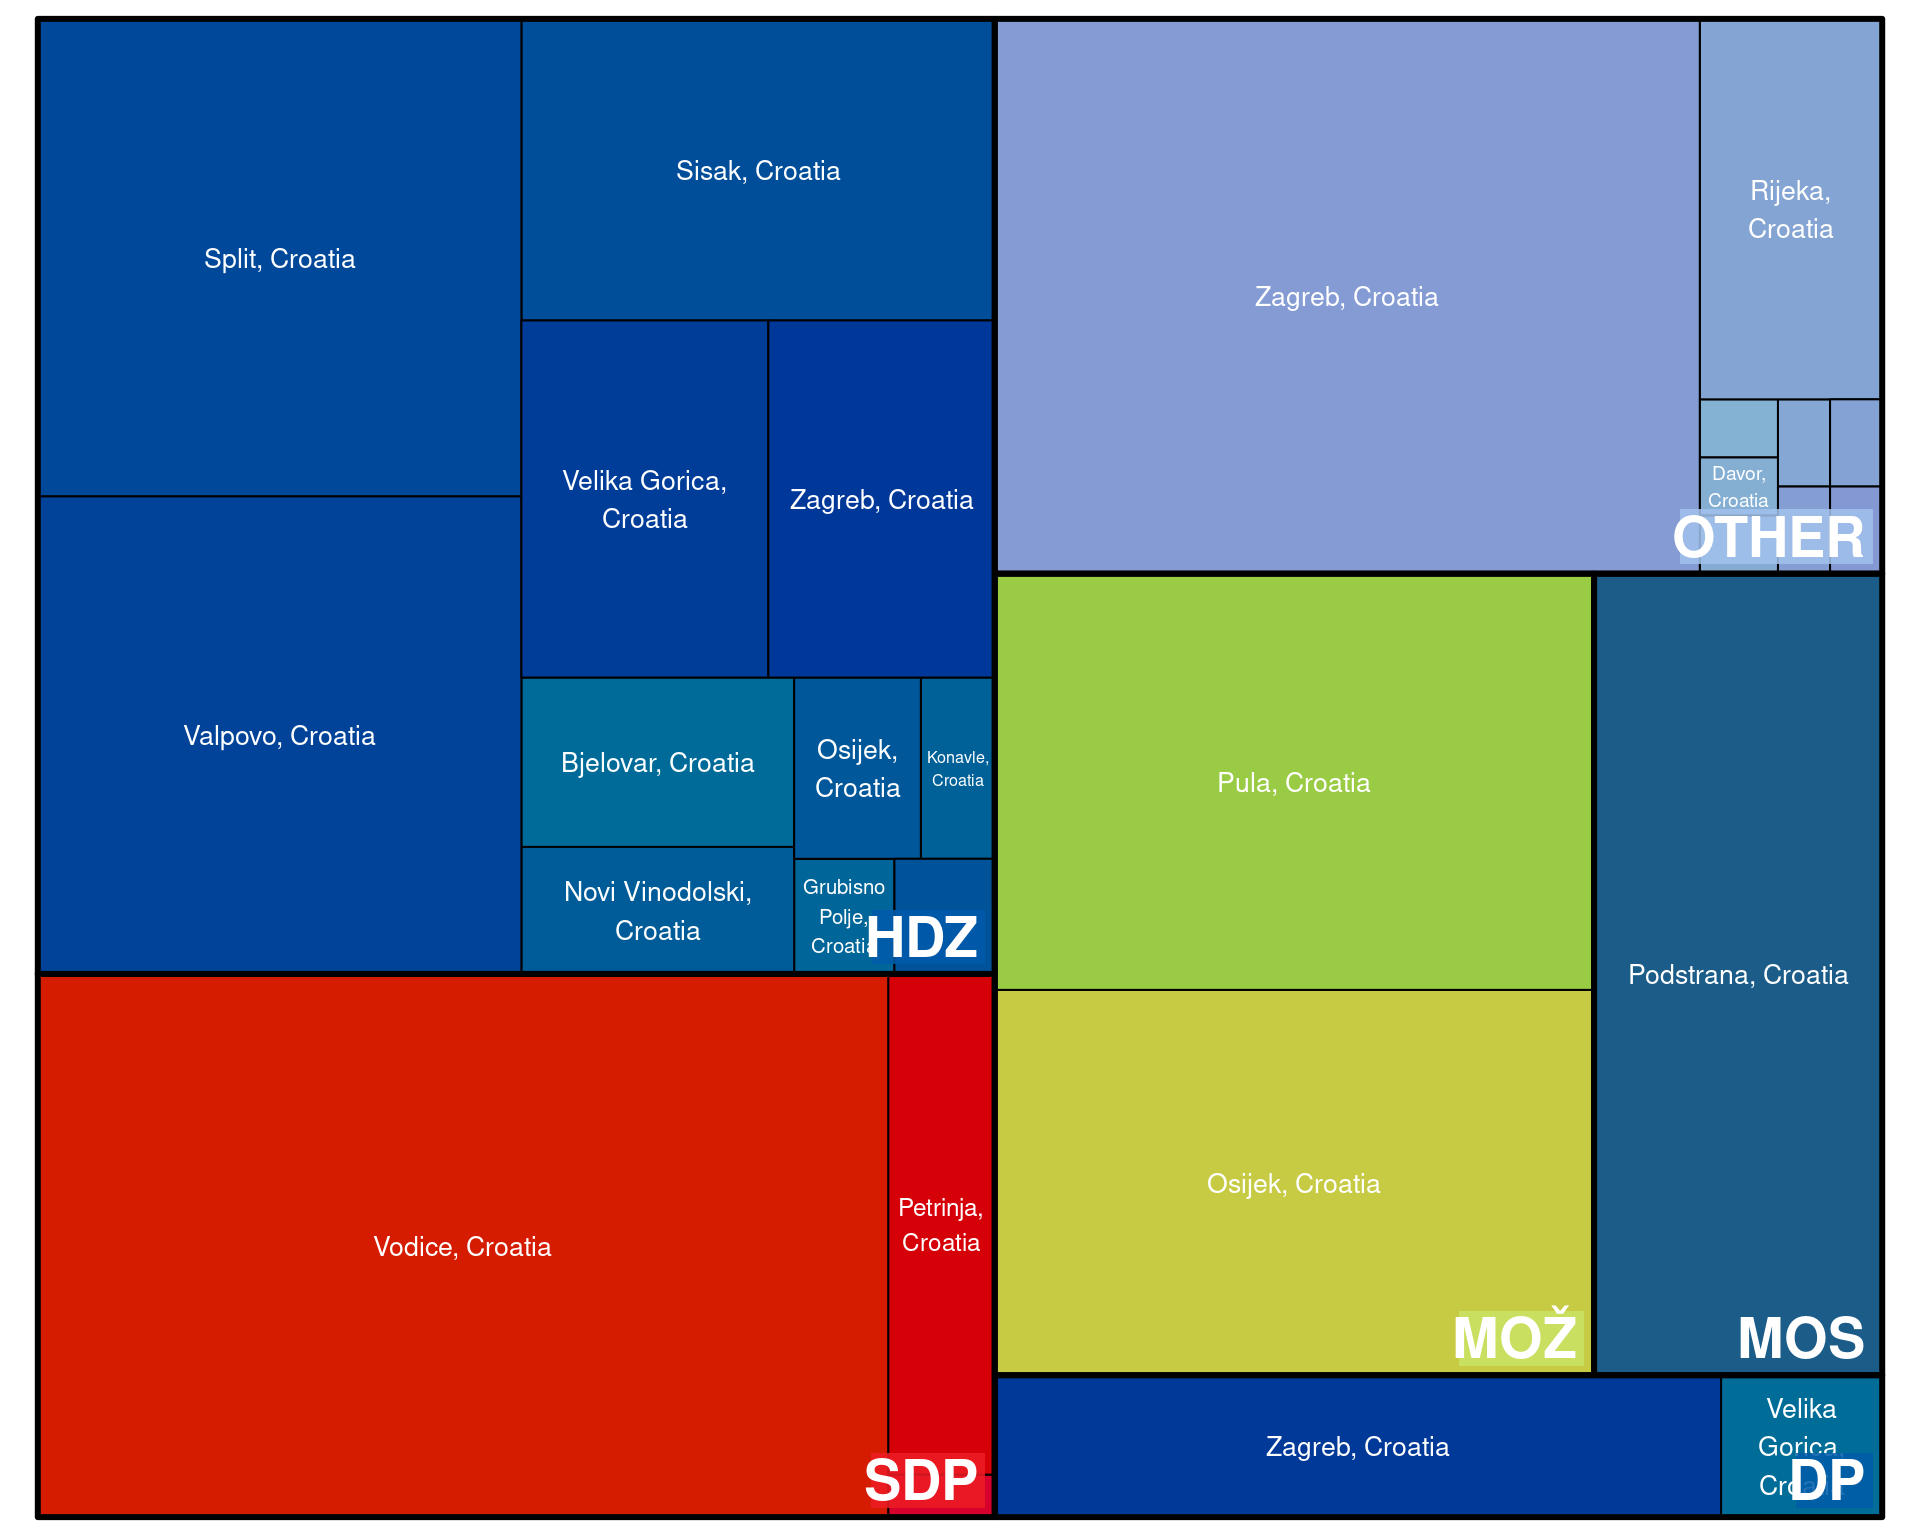 Split, Croatia
Sisak, Croatia
Velika Gorica,
Croatia
Zagreb, Croatia
Valpovo, Croatia
Bjelovar, Croatia
Osijek,
Croatia
Konavle,
Croatia
Novi Vinodolski,
Croatia
Grubisno
Polje,
Croatia
HDZ
Vodice, Croatia
Petrinja,
Croatia
SDP
Zagreb, Croatia
Rijeka,
Croatia
Davor,
Croatia
OTHER
Pula, Croatia
Osijek, Croatia
MOŽ
Podstrana, Croatia
MOS
Zagreb, Croatia
Velika
Gorica,
Croatia
DP